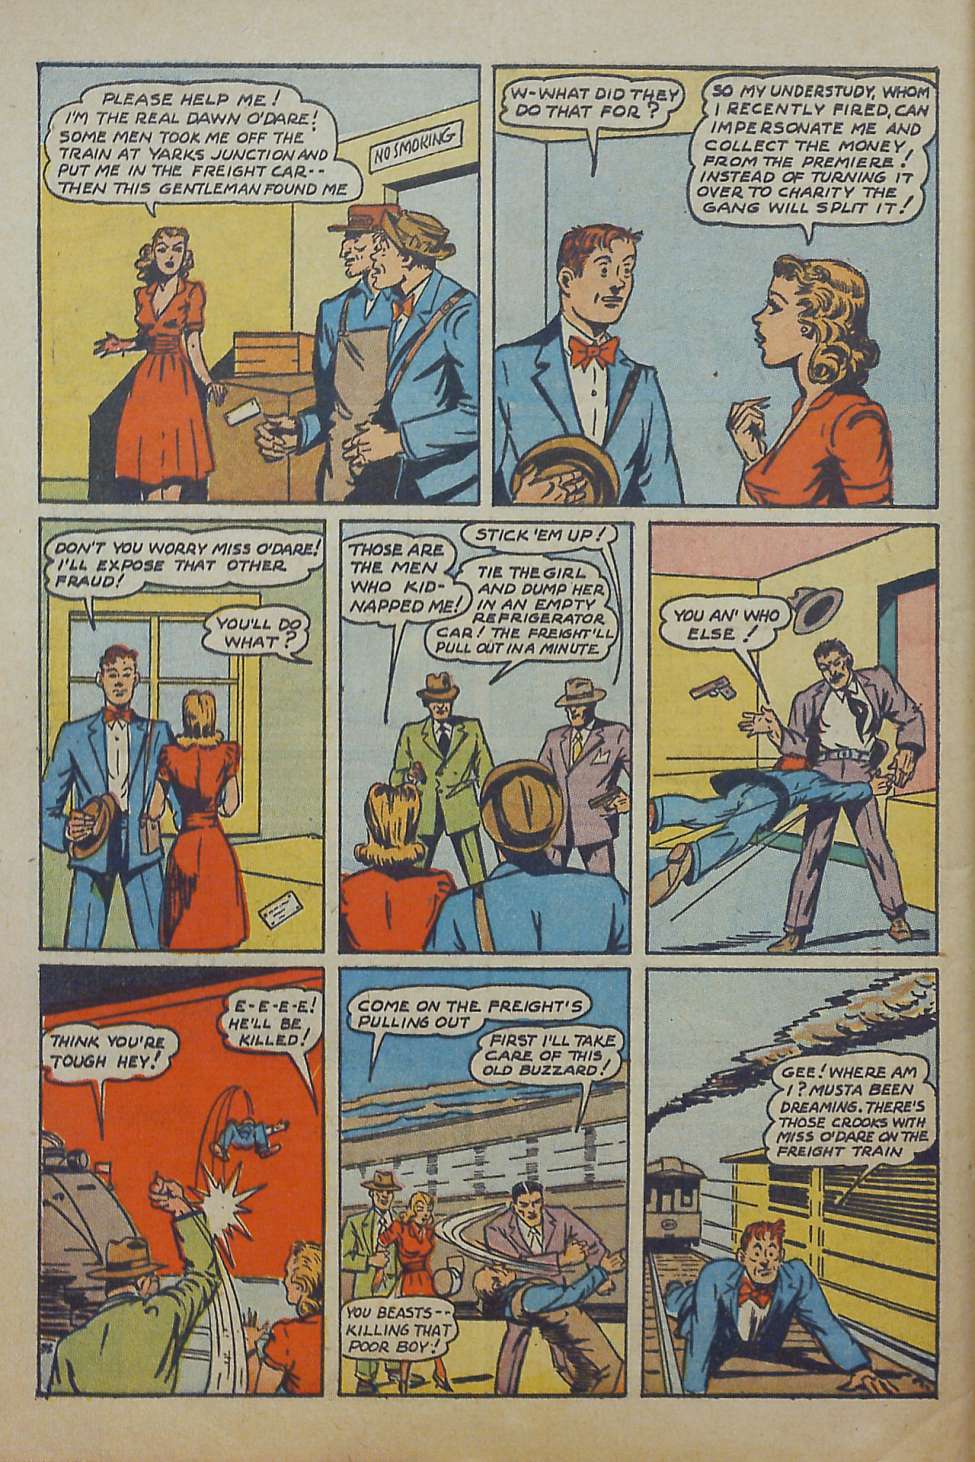 PLEASE HELP ME!
I'M THE REAL DAWN O'DARE!
SOME MEN TOOK ME OFF THE
TRAIN AT YARKS JUNCTION AND
PUT ME IN THE FREIGHT CAR--
THEN THIS GENTLEMAN FOUND ME
NO SMOKING
W-WHAT DID THEY
DO THAT FOR?
SO MY UNDERSTUDY, WHOM
I RECENTLY FIRED, CAN
IMPERSONATE ME AND
COLLECT THE MONEY
FROM THE PREMIERE!
INSTEAD OF TURNING IT
OVER TO CHARITY THE
GANG WILL SPLIT IT!
DON'T YOU WORRY MISS O'DARE!
I'LL EXPOSE THAT OTHER
FRAUD!
YOU'LL DO
WHAT?
THOSE ARE
THE MEN
WHO KID-
NAPPED ME!
STICK 'EM UP!
TIE THE GIRL
AND DUMP HER
IN AN EMPTY
REFRIGERATOR
CAR! THE FREIGHT'LL
PULL OUT IN A MINUTE
YOU AN' WHO
ELSE!
THINK YOU'RE
TOUGH HEY!
E-E-E-E!
HE'LL BE
KILLED!
COME ON THE FREIGHT'S
PULLING OUT
FIRST I'LL TAKE
CARE OF THIS
OLD BUZZARD!
YOU BEASTS--
KILLING THAT
POOR BOY!
GEE! WHERE AM
I? MUSTA BEEN
DREAMING. THERE'S
THOSE CROOKS WITH
MISS O'DARE ON THE
FREIGHT TRAIN